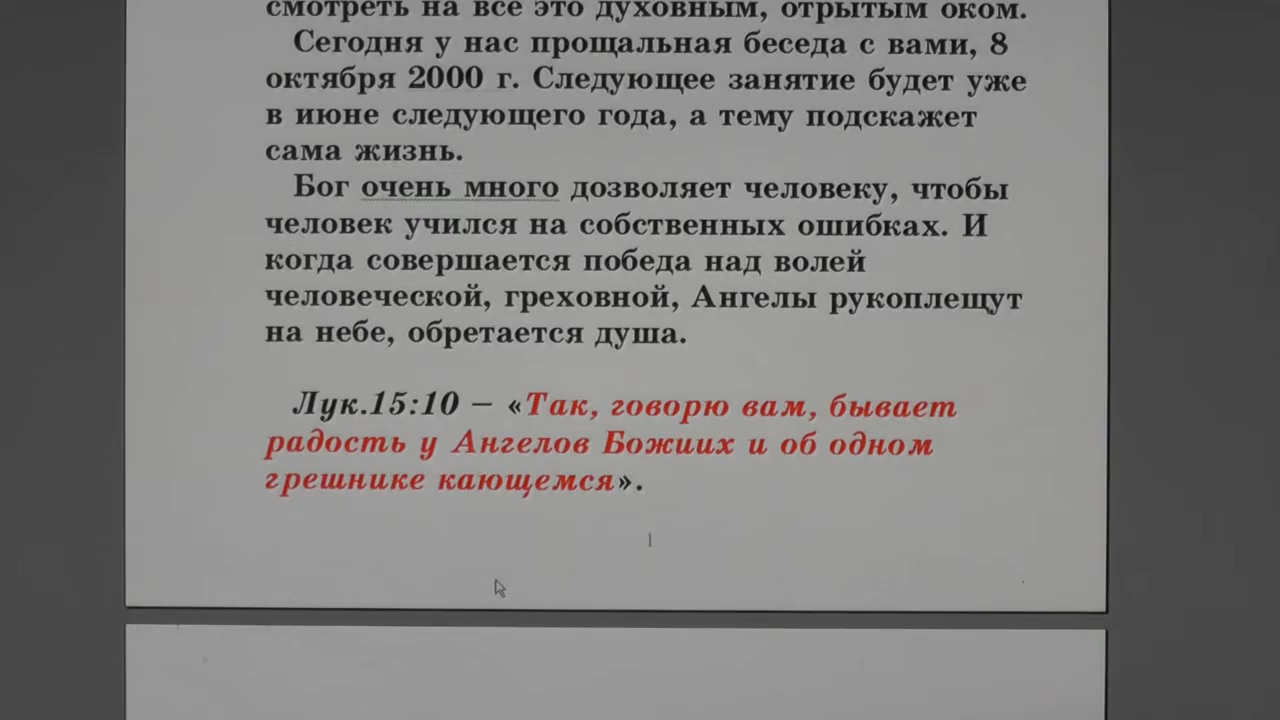 смотреть на все это духовным, отрытым оком.
Сегодня у нас прощальная беседа с вами, 8
октября 2000 г. Следующее занятие будет уже
в июне следующего года, а тему подскажет
сама жизнь.
Бог очень много дозволяет человеку, чтобы
человек учился на собственных ошибках. И
когда совершается победа над волей
человеческой, греховной, Ангелы рукоплещут
на небе, обретается душа.
Лук.15:10 – «Так, говорю вам, бывает
радость у Ангелов Божиих и об одном
грешнике кающемся».
1